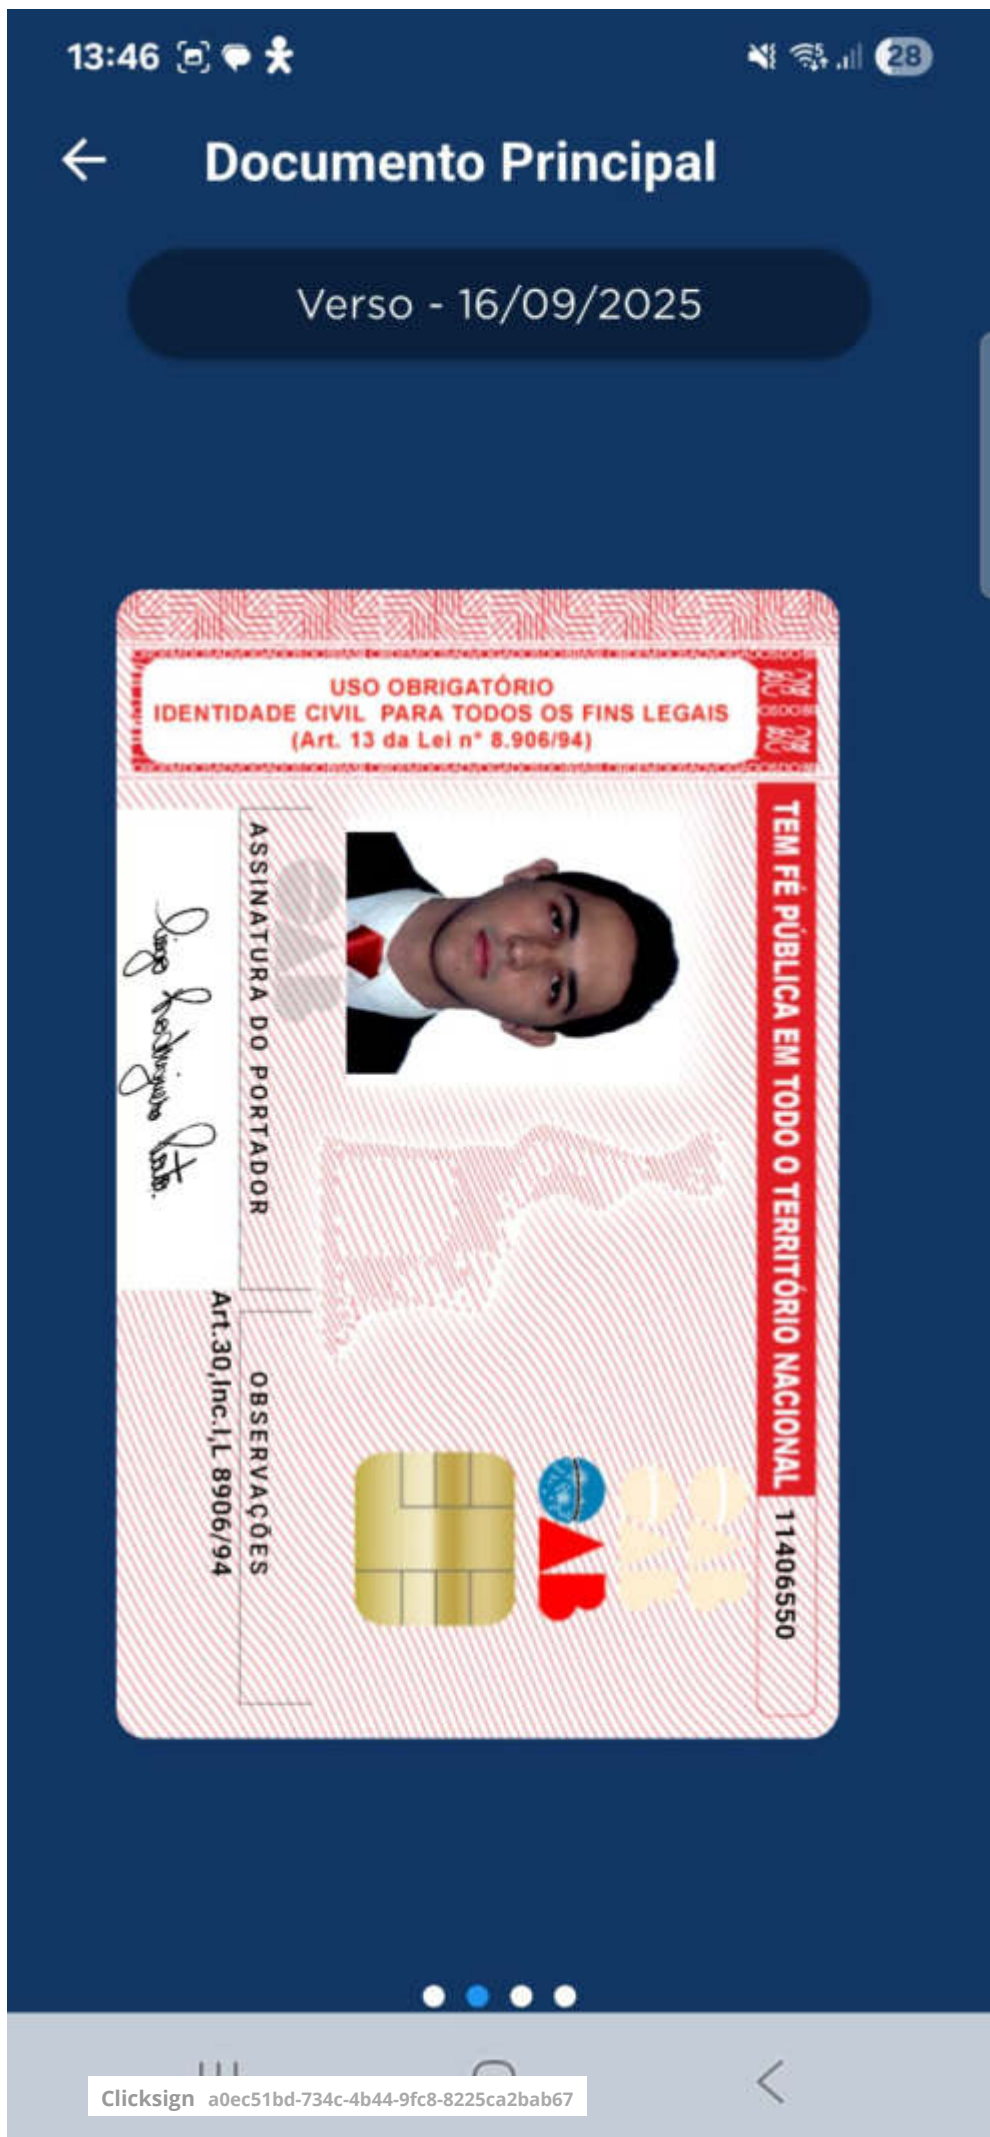 13:46
28
Documento Principal
Verso - 16/09/2025
USO OBRIGATÓRIO
IDENTIDADE CIVIL PARA TODOS OS FINS LEGAIS
(Art. 13 da Lei n° 8.906/94)
TEM FÉ PÚBLICA EM TODO O TERRITÓRIO NACIONAL
11406550
OAB
ASSINATURA DO PORTADOR
OBSERVAÇÕES
Art.30,Inc.I,L 8906/94
Clicksign a0ec51bd-734c-4b44-9fc8-8225ca2bab67